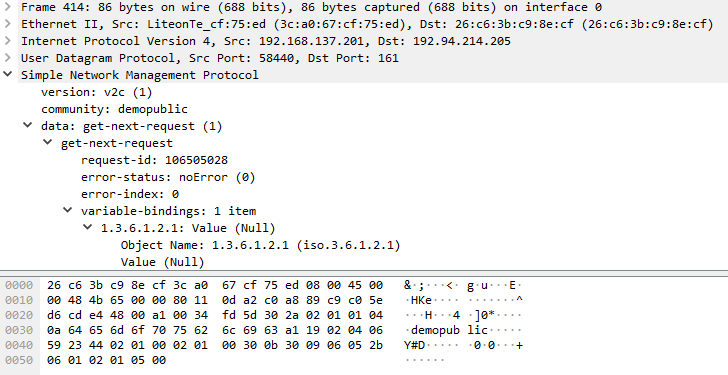 Frame 414: 86 bytes on wire (688 bits), 86 bytes captured (688 bits) on interface 0
Ethernet II, Src: LiteonTe_cf:75:ed (3c:a0:67:cf:75:ed), Dst: 26:c6:3b:c9:8e:cf (26:c6:3b:c9:8e:cf)
Internet Protocol Version 4, Src: 192.168.137.201, Dst: 192.94.214.205
User Datagram Protocol, Src Port: 58440, Dst Port: 161
Simple Network Management Protocol
version: v2c (1)
community: demopublic
data: get-next-request (1)
get-next-request
request-id: 106505028
error-status: noError (0)
error-index: 0
variable-bindings: 1 item
1.3.6.1.2.1: Value (Null)
Object Name: 1.3.6.1.2.1 (iso.3.6.1.2.1)
Value (Null)
0000 26 c6 3b c9 8e cf 3c a0 67 cf 75 ed 08 00 45 00 &·;···<· g·u···E·
0010 00 48 4b 65 00 00 80 11 0d a2 c0 a8 89 c9 c0 5e ·HKe···· ·······^
0020 d6 cd e4 48 00 a1 00 34 fd 5d 30 2a 02 01 01 04 ···H···4 ·]0*····
0030 0a 64 65 6d 6f 70 75 62 6c 69 63 a1 19 02 04 06 ·demopub lic·····
0040 59 23 44 02 01 00 02 01 00 30 0b 30 09 06 05 2b Y#D····· ·0·0···+
0050 06 01 02 01 05 00 ······